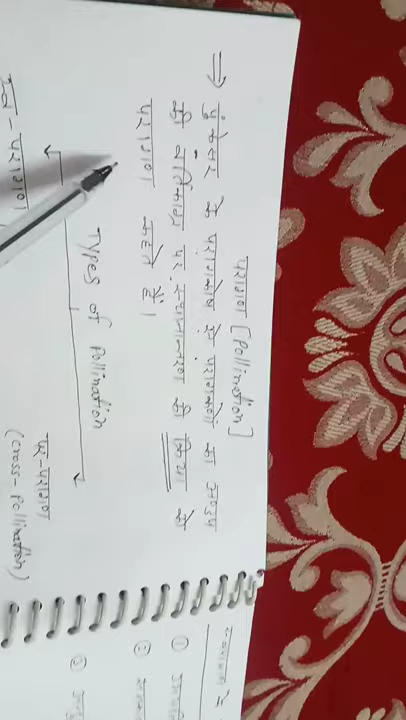 परागण [Pollination]
⇒ पुंकेसर के परागकोष से परागकणों का अण्डप
की वर्तिकाग्र पर स्थानान्तरण की क्रिया को
परागण कहते हैं।
Types of Pollination
स्व-परागण
पर-परागण
(Cross-Pollination)